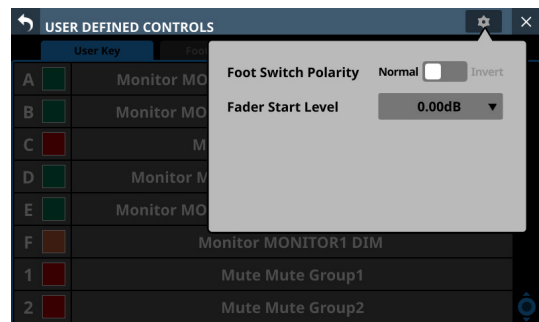 USER DEFINED CONTROLS
User Key Foot
Foot Switch Polarity Normal Invert
Fader Start Level 0.00dB
A Monitor MO
B Monitor MO
C M
D Monitor M
E Monitor MO
F Monitor MONITOR1 DIM
1 Mute Mute Group1
2 Mute Mute Group2